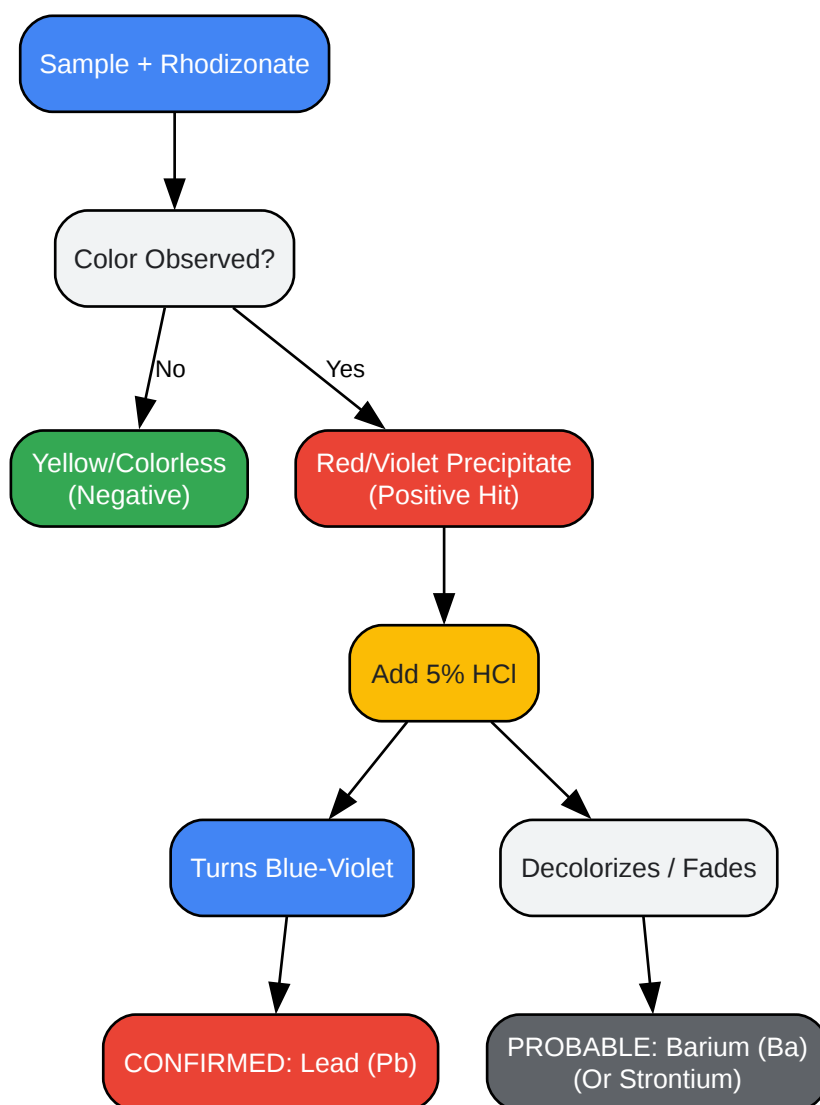 Sample + Rhodizonate
Color Observed?
No
Yes
Yellow/Colorless
(Negative)
Red/Violet Precipitate
(Positive Hit)
Add 5% HCl
Turns Blue-Violet
Decolorizes / Fades
CONFIRMED: Lead (Pb)
PROBABLE: Barium (Ba)
(Or Strontium)